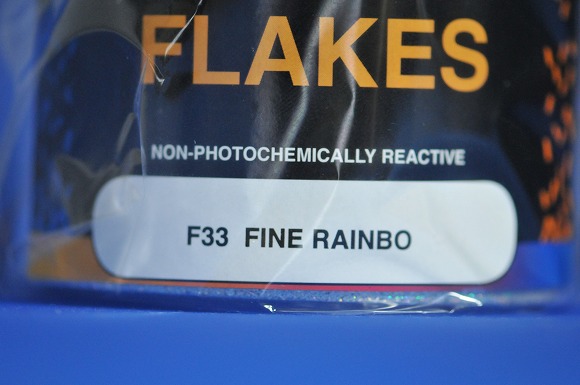 FLAKES
NON-PHOTOCHEMICALLY REACTIVE
F33 FINE RAINBO